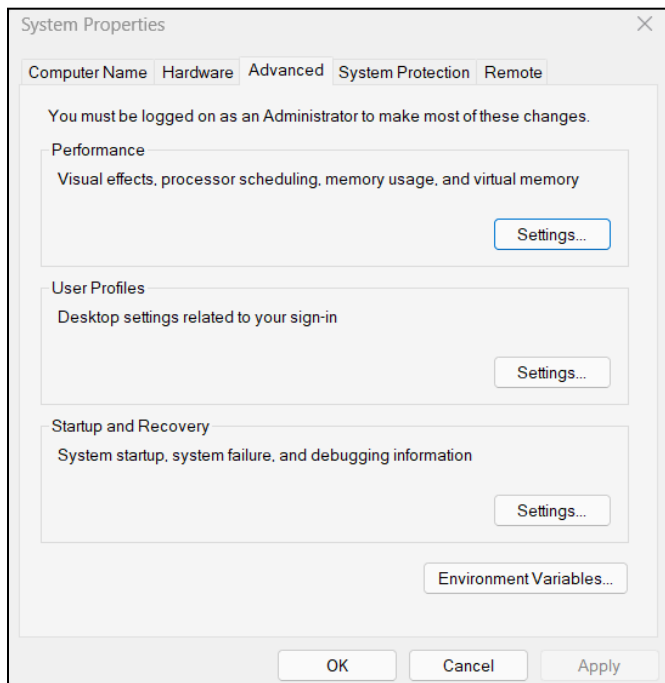 System Properties
Computer Name Hardware Advanced System Protection Remote
You must be logged on as an Administrator to make most of these changes.
Performance
Visual effects, processor scheduling, memory usage, and virtual memory
Settings...
User Profiles
Desktop settings related to your sign-in
Settings...
Startup and Recovery
System startup, system failure, and debugging information
Settings...
Environment Variables...
OK Cancel Apply